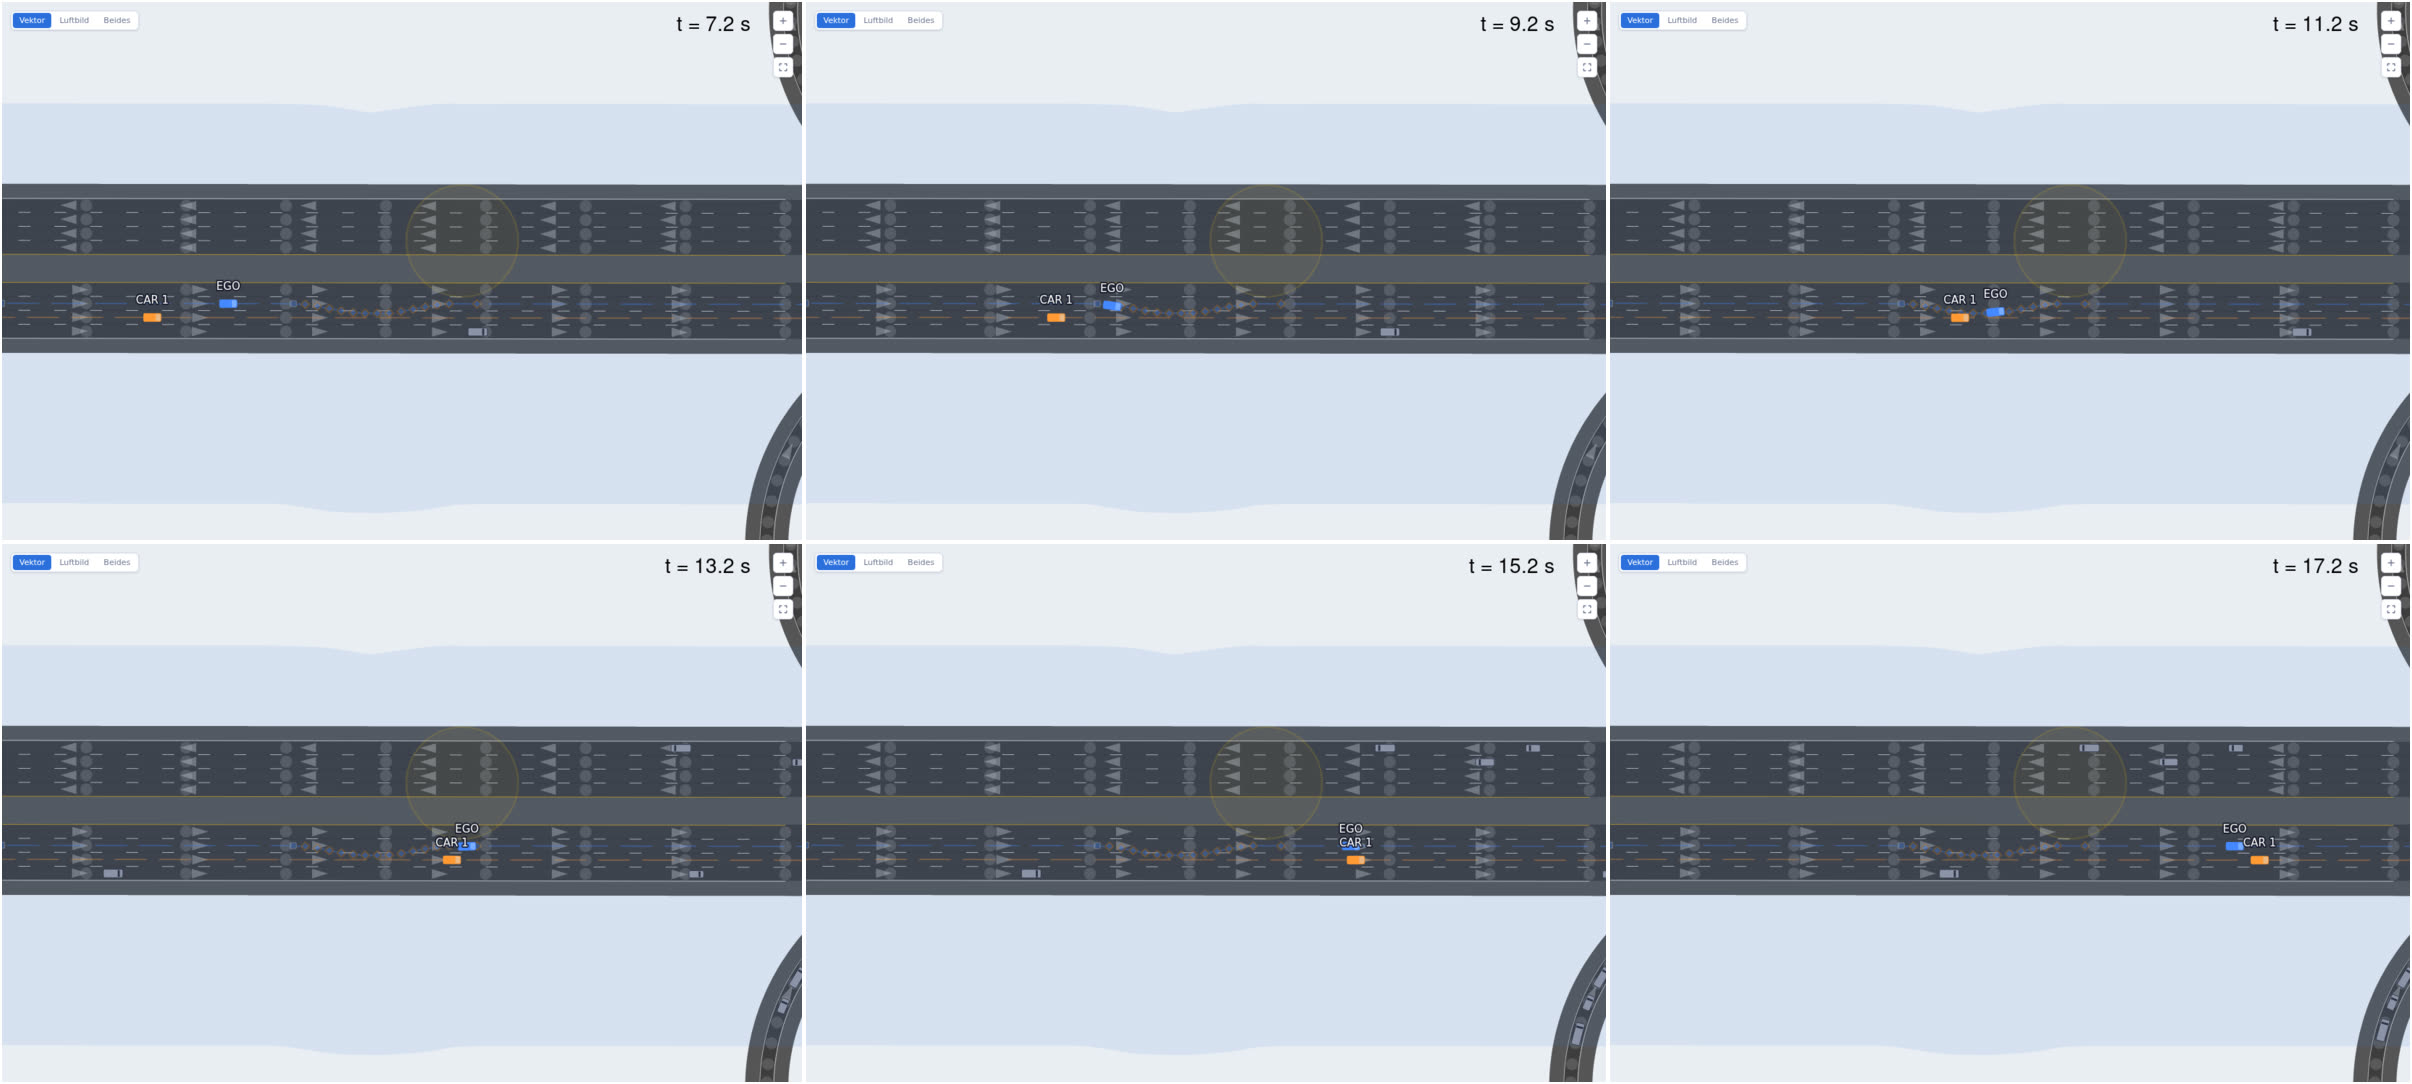 Vektor Luftbild Beides
t = 7.2 s
+
−
CAR 1
EGO
Vektor Luftbild Beides
t = 9.2 s
+
−
CAR 1
EGO
Vektor Luftbild Beides
t = 11.2 s
+
−
CAR 1
EGO
Vektor Luftbild Beides
t = 13.2 s
+
−
EGO
CAR 1
Vektor Luftbild Beides
t = 15.2 s
+
−
EGO
CAR 1
Vektor Luftbild Beides
t = 17.2 s
+
−
EGO
CAR 1